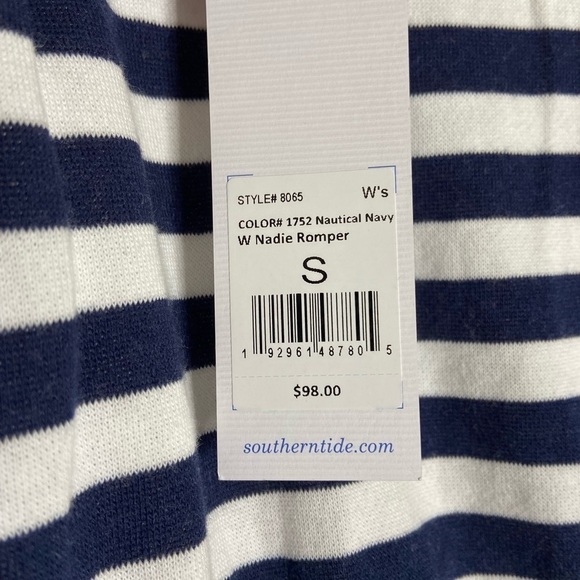 STYLE# 8065 W's
COLOR# 1752 Nautical Navy
W Nadie Romper
S
1 92961 48780 5
$98.00
southerntide.com